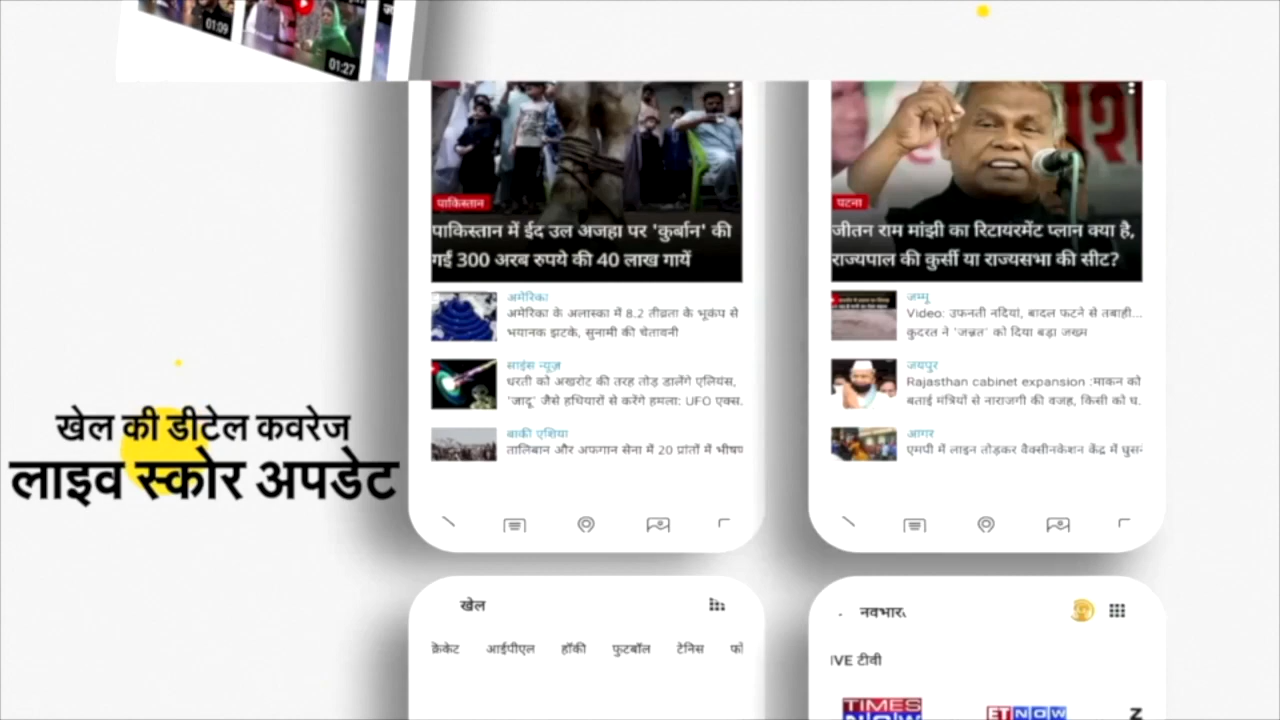 01:09
01:27
पाकिस्तान
पाकिस्तान में ईद उल अजहा पर 'कुर्बान' की
गईं 300 अरब रुपये की 40 लाख गायें
अमेरिका
अमेरिका के अलास्का में 8.2 तीव्रता के भूकंप से
भयानक झटके, सुनामी की चेतावनी
साइंस न्यूज़
धरती को अखरोट की तरह तोड़ डालेंगे एलियंस,
'जादू' जैसे हथियारों से करेंगे हमला: UFO एक्स.
बाकी एशिया
तालिबान और अफगान सेना में 20 प्रांतों में
पटना
जीतन राम मांझी का रिटायरमेंट प्लान क्या है,
राज्यपाल की कुर्सी या राज्यसभा की सीट?
जम्मू
Video: उफनती नदियां, बादल फटने से तबाही...
कुदरत ने 'जन्नत' को दिया बड़ा जख्म
जयपुर
Rajasthan cabinet expansion :माकन को
बताई मंत्रियों से नाराजगी की वजह, किसी को घ.
आगर
एमपी में लाइन तोड़कर वैक्सीनकेशन केंद्र में
खेल की डीटेल कवरेज
लाइव स्कोर अपडेट
खेल
क्रिकेट आईपीएल हॉकी फुटबॉल टेनिस
नवभार
IVE टीवी
TIMES
NOW
ET NOW
Z